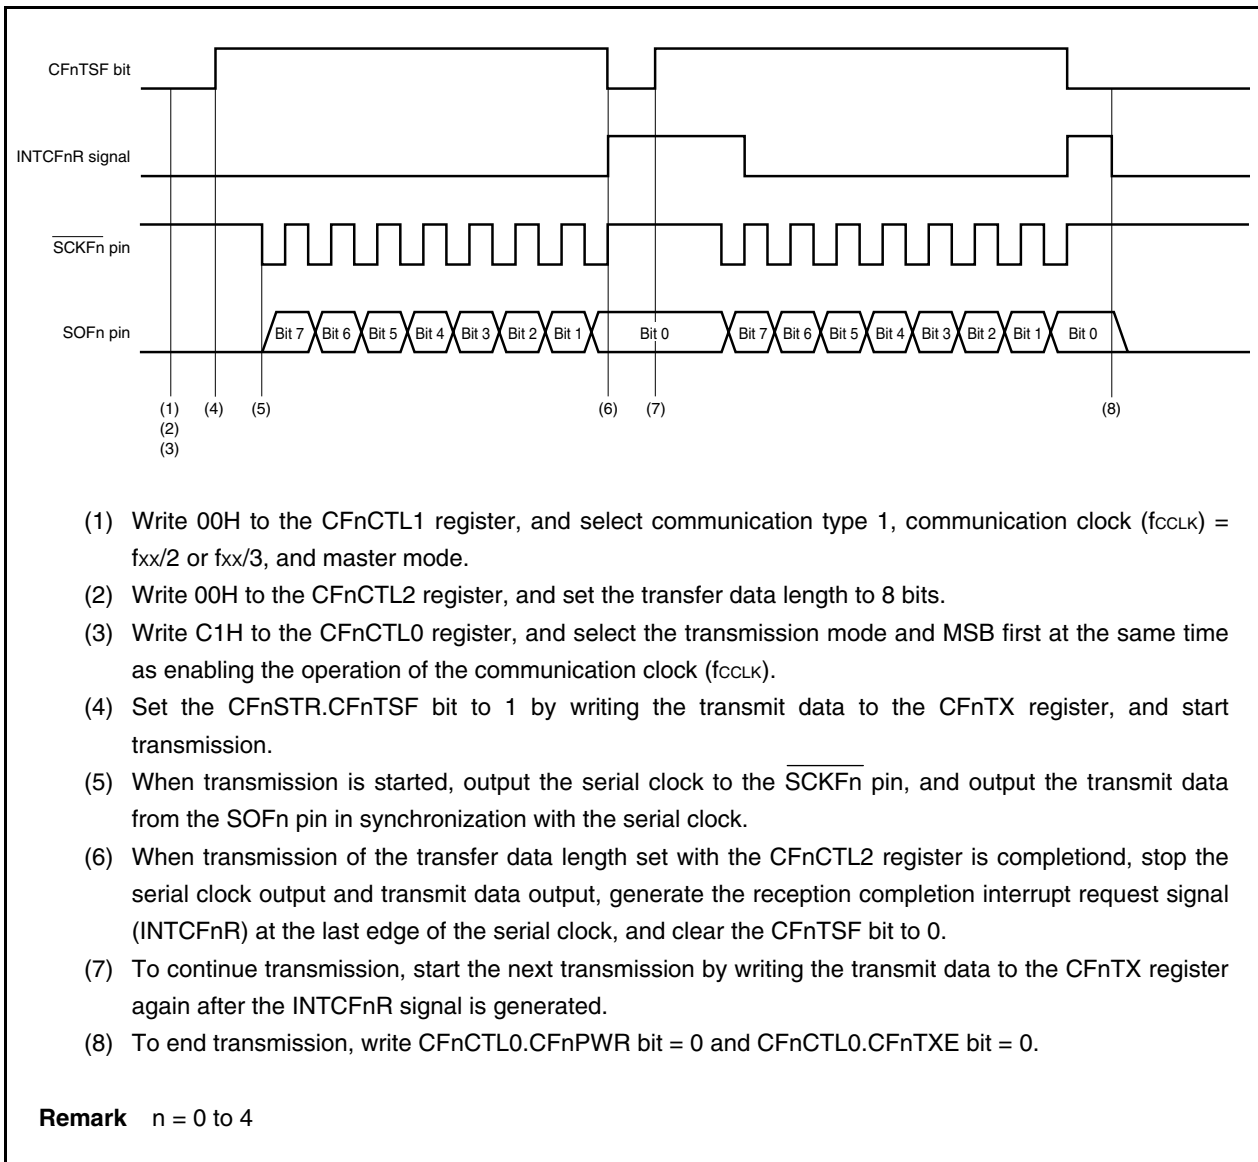 CFnTSF bit
INTCFnR signal
SCKFn pin
SOFn pin
Bit 7 Bit 6 Bit 5 Bit 4 Bit 3 Bit 2 Bit 1 Bit 0 Bit 7 Bit 6 Bit 5 Bit 4 Bit 3 Bit 2 Bit 1 Bit 0
(1) (4) (5) (6) (7) (8)
(2)
(3)
(1) Write 00H to the CFnCTL1 register, and select communication type 1, communication clock (fCCLK) =
fXX/2 or fXX/3, and master mode.
(2) Write 00H to the CFnCTL2 register, and set the transfer data length to 8 bits.
(3) Write C1H to the CFnCTL0 register, and select the transmission mode and MSB first at the same time
as enabling the operation of the communication clock (fCCLK).
(4) Set the CFnSTR.CFnTSF bit to 1 by writing the transmit data to the CFnTX register, and start
transmission.
(5) When transmission is started, output the serial clock to the SCKFn pin, and output the transmit data
from the SOFn pin in synchronization with the serial clock.
(6) When transmission of the transfer data length set with the CFnCTL2 register is completiond, stop the
serial clock output and transmit data output, generate the reception completion interrupt request signal
(INTCFnR) at the last edge of the serial clock, and clear the CFnTSF bit to 0.
(7) To continue transmission, start the next transmission by writing the transmit data to the CFnTX register
again after the INTCFnR signal is generated.
(8) To end transmission, write CFnCTL0.CFnPWR bit = 0 and CFnCTL0.CFnTXE bit = 0.
Remark n = 0 to 4